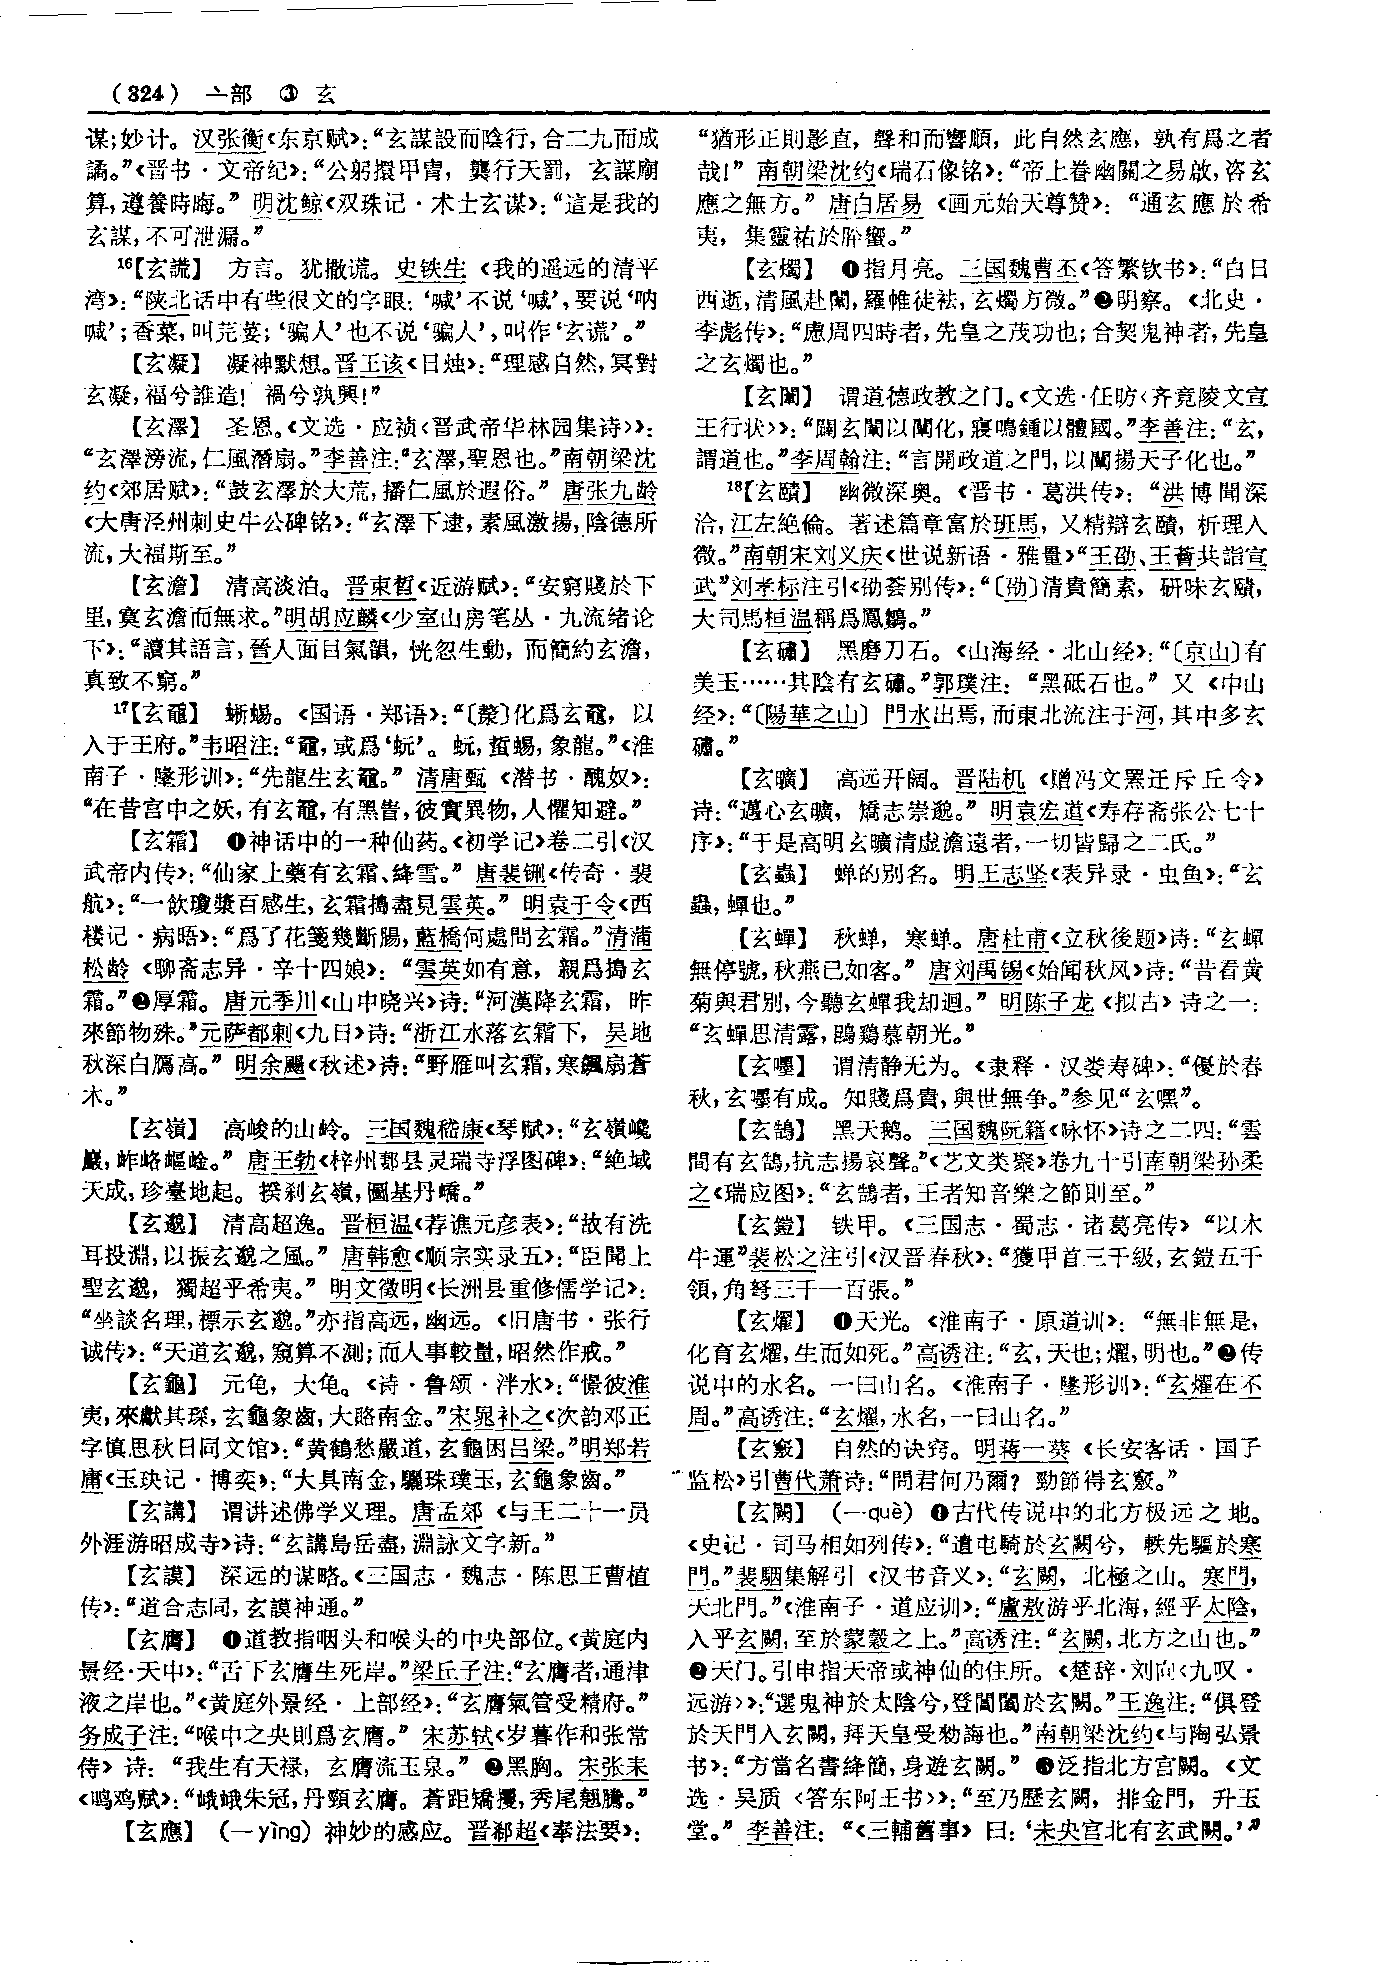 (324) 亠部 ③ 玄
谋;妙计。汉张衡《东京赋》:“玄謀設而陰行,合二九而成
譎。”《晋书·文帝纪》:“公躬擐甲胄,龔行天罰,玄謀廟
算,遵養時晦。”明沈鲸《双珠记·术士玄谋》:“這是我的
玄謀,不可泄漏。”
16【玄謊】 方言。犹撒谎。史铁生《我的遥远的清平
湾》:“陕北话中有些很文的字眼:‘喊’不说‘喊’,要说‘呐
喊’;香菜,叫芫荽;‘骗人’也不说‘骗人’,叫作‘玄谎’。”
【玄凝】 凝神默想。晋王该《日烛》:“理感自然,冥對
玄凝,福兮誰造!禍兮孰興!”
【玄澤】 圣恩。《文选·应祯〈晋武帝华林园集诗〉》:
“玄澤滂流,仁風潛扇。”李善注:“玄澤,聖恩也。”南朝梁沈
约《郊居赋》:“鼓玄澤於大荒,播仁風於遐俗。”唐张九龄
《大唐泾州刺史牛公碑铭》:“玄澤下逮,素風激揚,陰德所
流,大福斯至。”
【玄澹】 清高淡泊。晋束晳《近游赋》:“安窮賤於下
里,寞玄澹而無求。”明胡应麟《少室山房笔丛·九流绪论
下》:“讀其語言,晉人面目氣韻,恍忽生動,而簡約玄澹,
真致不窮。”
17【玄黿】 蜥蜴。《国语·郑语》:“〔漦〕化爲玄黿,以
入于王府。”韦昭注:“黿,或爲‘蚖’。蚖,蜇蜴,象龍。”《淮
南子·墬形训》:“先龍生玄黿。”清唐甄《潜书·醜奴》:
“在昔宫中之妖,有玄黿,有黑眚,彼實異物,人懼知避。”
【玄霜】 ❶神话中的一种仙药。《初学记》卷二引《汉
武帝内传》:“仙家上藥有玄霜、絳雪。”唐裴铏《传奇·裴
航》:“一飲瓊漿百感生,玄霜搗盡見雲英。”明袁于令《西
楼记·病晤》:“爲了花箋幾斷腸,藍橋何處問玄霜。”清蒲
松龄《聊斋志异·辛十四娘》:“雲英如有意,親爲搗玄
霜。”❷厚霜。唐元季川《山中晓兴》诗:“河漢降玄霜,昨
來節物殊。”元萨都剌《九日》诗:“浙江水落玄霜下,吴地
秋深白鴈高。”明余飏《秋述》诗:“野雁叫玄霜,寒飆扇蒼
木。”
【玄嶺】 高峻的山岭。三国魏嵇康《琴赋》:“玄嶺巉
巖,岞㟯嶇崯。”唐王勃《梓州郪县灵瑞寺浮图碑》:“絶域
天成,珍臺地起。揆刹玄嶺,圖基丹嶠。”
【玄邈】 清高超逸。晋桓温《荐谯元彦表》:“故有洗
耳投淵,以振玄邈之風。”唐韩愈《顺宗实录五》:“臣聞上
聖玄邈,獨超乎希夷。”明文徵明《长洲县重修儒学记》:
“坐談名理,標示玄邈。”亦指高远,幽远。《旧唐书·张行
诚传》:“天道玄邈,窺算不測;而人事較量,昭然作戒。”
【玄龜】 元龟,大龟。《诗·鲁颂·泮水》:“憬彼淮
夷,來獻其琛,玄龜象齒,大賂南金。”宋晁补之《次韵邓正
字慎思秋日同文馆》:“黄鶴愁嚴道,玄龜困吕梁。”明郑若
庸《玉玦记·博奕》:“大具南金,驪珠璞玉,玄龜象齒。”
【玄講】 谓讲述佛学义理。唐孟郊《与王二十一员
外涯游昭成寺》诗:“玄講島岳盡,淵詠文字新。”
【玄謨】 深远的谋略。《三国志·魏志·陈思王曹植
传》:“道合志同,玄謨神通。”
【玄膺】 ❶道教指咽头和喉头的中央部位。《黄庭内
景经·天中》:“舌下玄膺生死岸。”梁丘子注:“玄膺者,通津
液之岸也。”《黄庭外景经·上部经》:“玄膺氣管受精府。”
务成子注:“喉中之央則爲玄膺。”宋苏轼《岁暮作和张常
侍》诗:“我生有天禄,玄膺流玉泉。”❷黑胸。宋张耒
《鸣鸡赋》:“峨峨朱冠,丹頸玄膺。蒼距矯攫,秀尾翹騰。”
【玄應】 (一yìng) 神妙的感应。晋郗超《奉法要》:
“猶形正則影直,聲和而響順,此自然玄應,孰有爲之者
哉!”南朝梁沈约《瑞石像铭》:“帝上眷幽關之易啟,咨玄
應之無方。”唐白居易《画元始天尊赞》:“通玄應於希
夷,集靈祐於肸蠁。”
【玄燭】 ❶指月亮。三国魏曹丕《答繁钦书》:“白日
西逝,清風赴闈,羅帷徒袪,玄燭方微。”❷明察。《北史·
李彪传》:“慮周四時者,先皇之茂功也;合契鬼神者,先皇
之玄燭也。”
【玄闈】 谓道德政教之门。《文选·任昉〈齐竟陵文宣
王行状〉》:“闢玄闈以闡化,寢鳴鍾以體國。”李善注:“玄,
謂道也。”李周翰注:“言開政道之門,以闡揚天子化也。”
18【玄賾】 幽微深奥。《晋书·葛洪传》:“洪博聞深
洽,江左絶倫。著述篇章富於班馬,又精辯玄賾,析理入
微。”南朝宋刘义庆《世说新语·雅量》“王劭、王薈共詣宣
武”刘孝标注引《劭荟别传》:“〔劭〕清貴簡素,研味玄賾,
大司馬桓温稱爲鳳鶵。”
【玄礵】 黑磨刀石。《山海经·北山经》:“〔京山〕有
美玉……其陰有玄礵。”郭璞注:“黑砥石也。”又《中山
经》:“〔陽華之山〕門水出焉,而東北流注于河,其中多玄
礵。”
【玄曠】 高远开阔。晋陆机《赠冯文罴迁斥丘令》
诗:“邁心玄曠,矯志崇邈。”明袁宏道《寿存斋张公七十
序》:“于是高明玄曠清虚澹遠者,一切皆歸之二氏。”
【玄蟲】 蝉的别名。明王志坚《表异录·虫鱼》:“玄
蟲,蟬也。”
【玄蟬】 秋蝉,寒蝉。唐杜甫《立秋後题》诗:“玄蟬
無停號,秋燕已如客。”唐刘禹锡《始闻秋风》诗:“昔看黄
菊與君别,今聽玄蟬我却迴。”明陈子龙《拟古》诗之一:
“玄蟬思清露,鵾鷄慕朝光。”
【玄嚜】 谓清静无为。《隶释·汉娄寿碑》:“優於春
秋,玄嚜有成。知賤爲貴,與世無争。”参见“玄嘿”。
【玄鵠】 黑天鹅。三国魏阮籍《咏怀》诗之二四:“雲
間有玄鵠,抗志揚哀聲。”《艺文类聚》卷九十引南朝梁孙柔
之《瑞应图》:“玄鵠者,王者知音樂之節則至。”
【玄鎧】 铁甲。《三国志·蜀志·诸葛亮传》“以木
牛運”裴松之注引《汉晋春秋》:“獲甲首三千级,玄鎧五千
領,角弩三千一百張。”
【玄燿】 ❶天光。《淮南子·原道训》:“無非無是,
化育玄燿,生而如死。”高诱注:“玄,天也;燿,明也。”❷传
说中的水名。一曰山名。《淮南子·墬形训》:“玄燿在不
周。”高诱注:“玄燿,水名,一曰山名。”
【玄竅】 自然的诀窍。明蒋一葵《长安客话·国子
监松》引曹代萧诗:“問君何乃爾?勁節得玄竅。”
【玄闕】 (一què) ❶古代传说中的北方极远之地。
《史记·司马相如列传》:“遺屯騎於玄闕兮,軼先驅於寒
門。”裴駰集解引《汉书音义》:“玄闕,北極之山。寒門,
天北門。”《淮南子·道应训》:“盧敖游乎北海,經乎太陰,
入乎玄闕,至於蒙轂之上。”高诱注:“玄闕,北方之山也。”
❷天门。引申指天帝或神仙的住所。《楚辞·刘向〈九叹·
远游〉》:“選鬼神於太陰兮,登閶闔於玄闕。”王逸注:“俱登
於天門入玄闕,拜天皇受勑誨也。”南朝梁沈约《与陶弘景
书》:“方當名書絳簡,身遊玄闕。”❸泛指北方宫阙。《文
选·吴质〈答东阿王书〉》:“至乃歷玄闕,排金門,升玉
堂。”李善注:“《三輔舊事》曰:‘未央宫北有玄武闕。’”